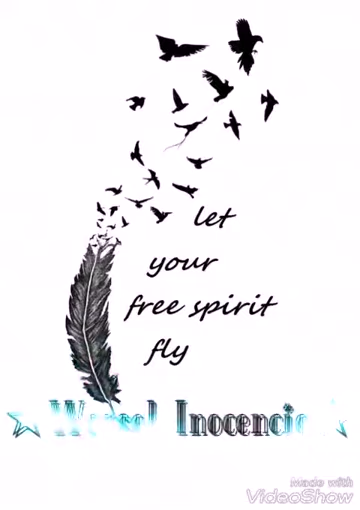 let
your
free spirit
fly
Inocencio
Made with
VideoShow